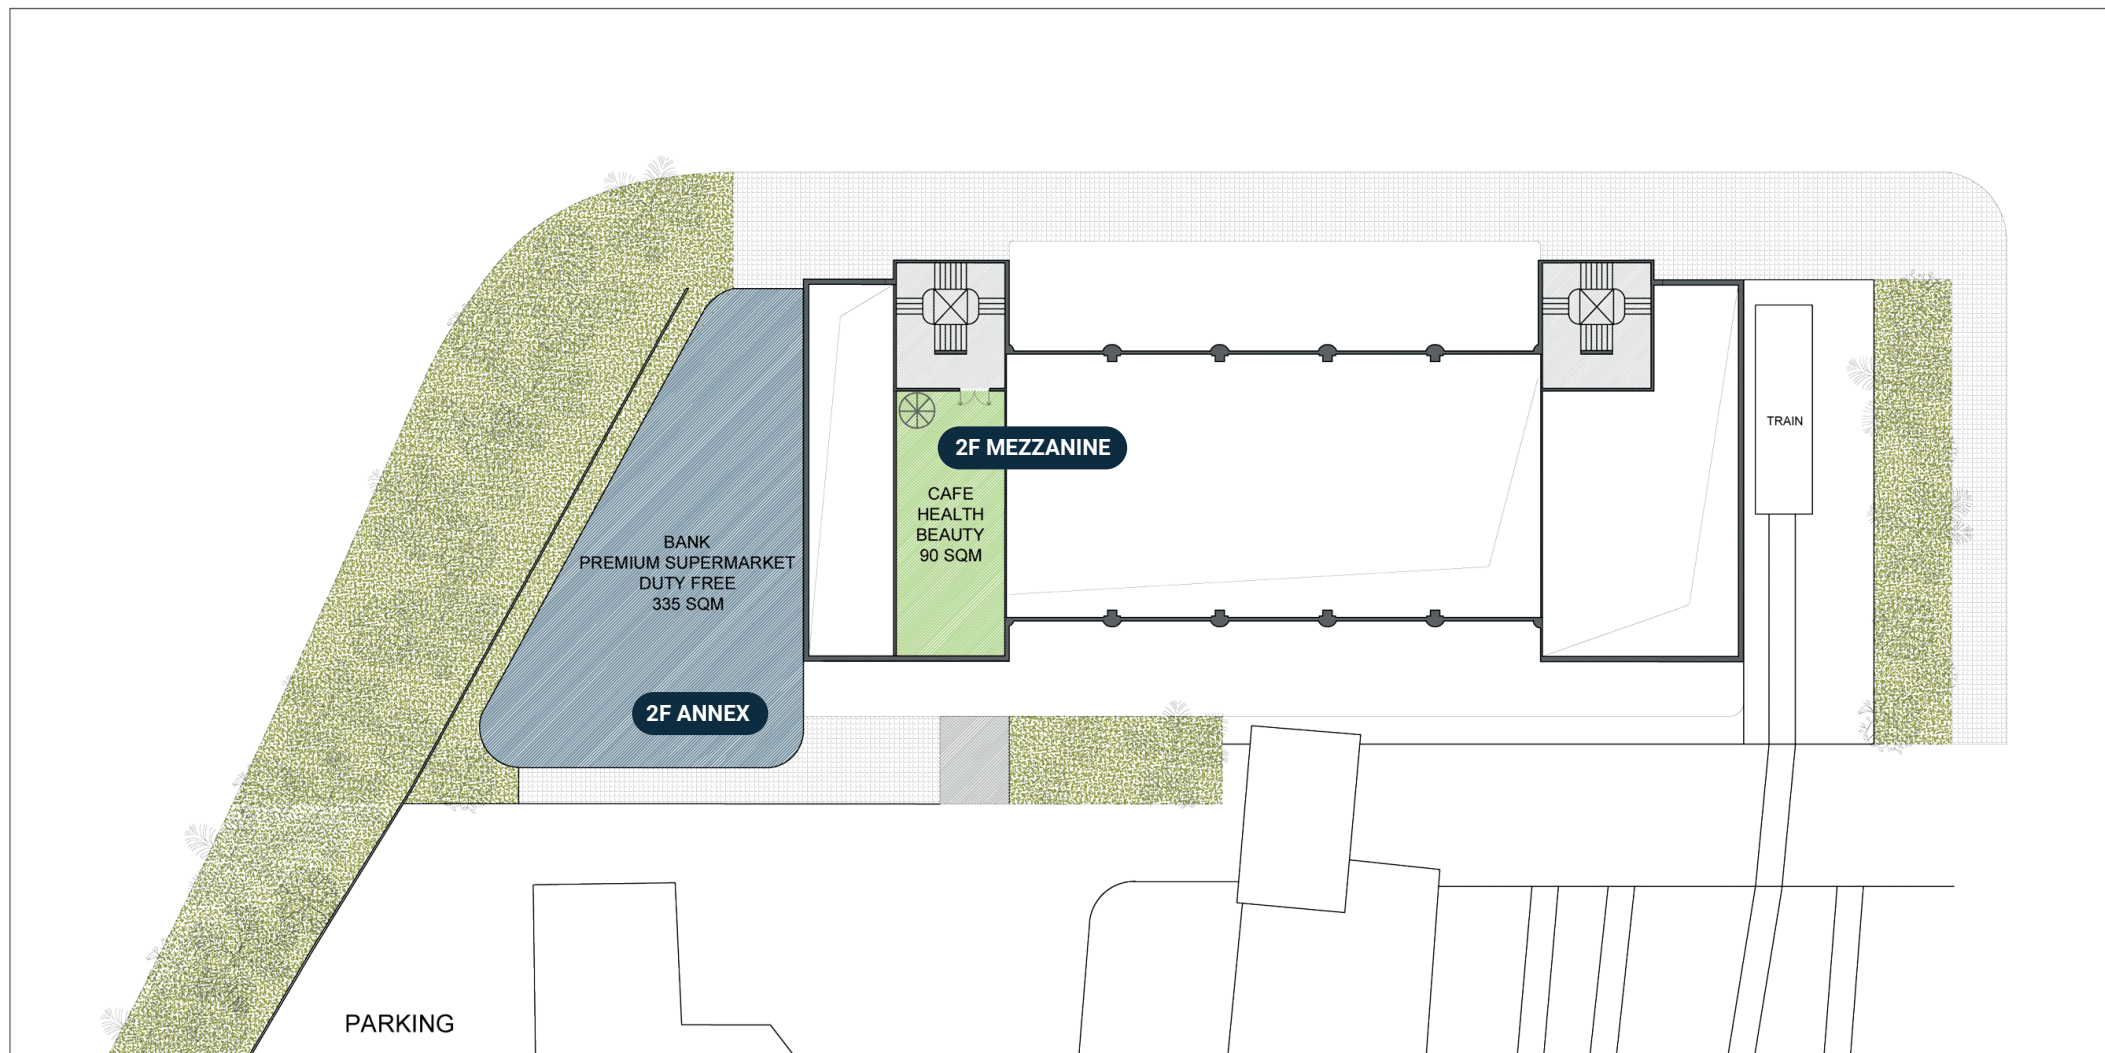 TRAIN
2F MEZZANINE
CAFE
HEALTH
BEAUTY
90 SQM
BANK
PREMIUM SUPERMARKET
DUTY FREE
335 SQM
2F ANNEX
PARKING